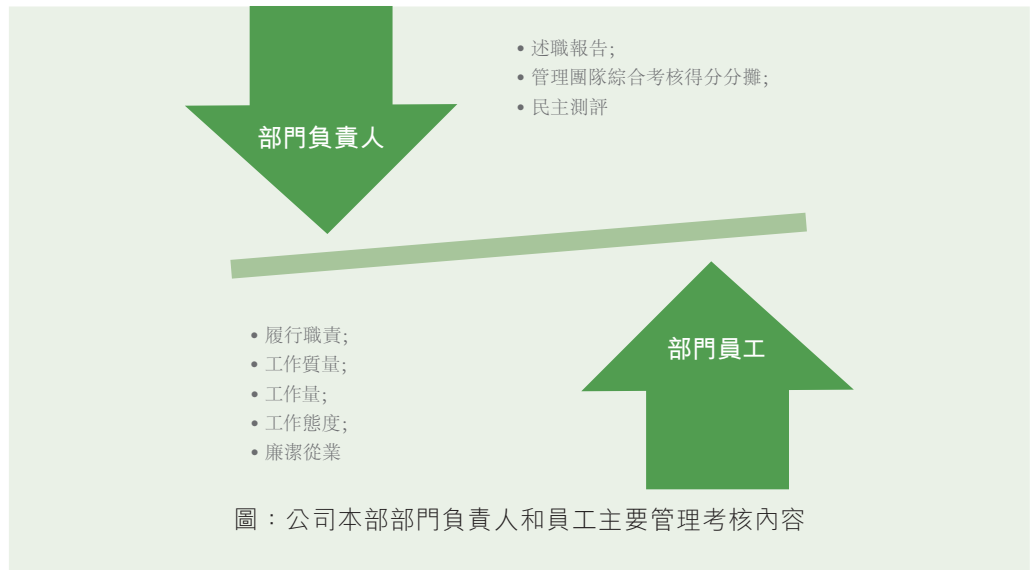 • 述職報告;
• 管理團隊綜合考核得分分攤;
• 民主測評
部門負責人
• 履行職責;
• 工作質量;
• 工作量;
• 工作態度;
• 廉潔從業
部門員工
圖：公司本部部門負責人和員工主要管理考核內容